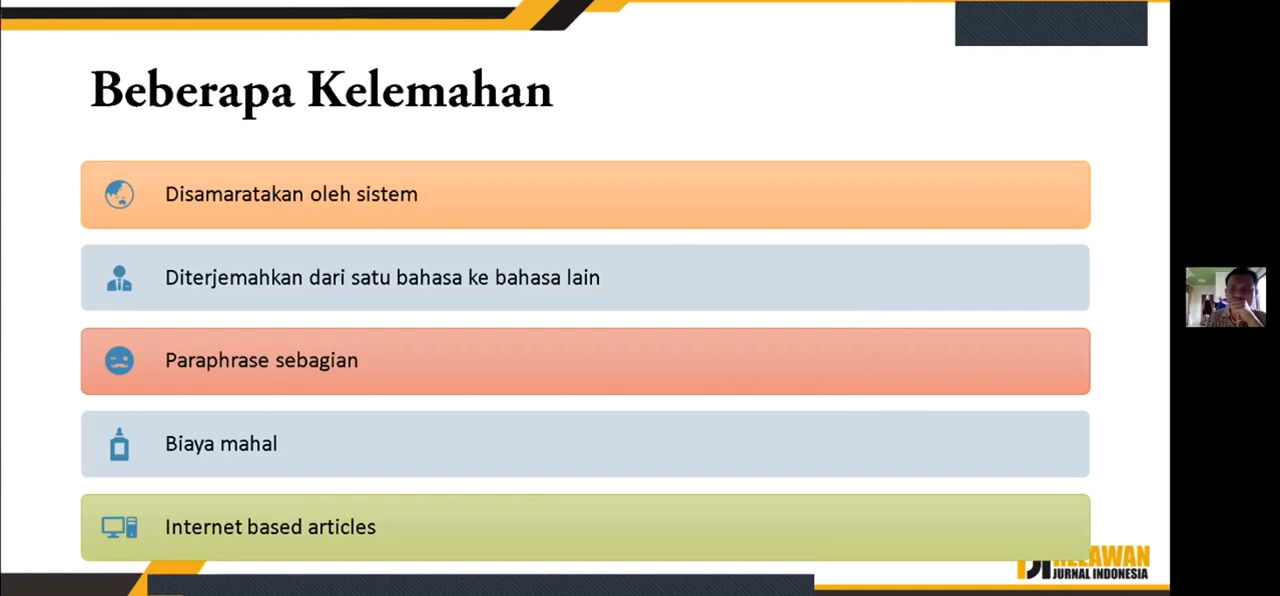 Beberapa Kelemahan
Disamaratakan oleh sistem
Diterjemahkan dari satu bahasa ke bahasa lain
Paraphrase sebagian
Biaya mahal
Internet based articles
RELAWAN
JURNAL INDONESIA